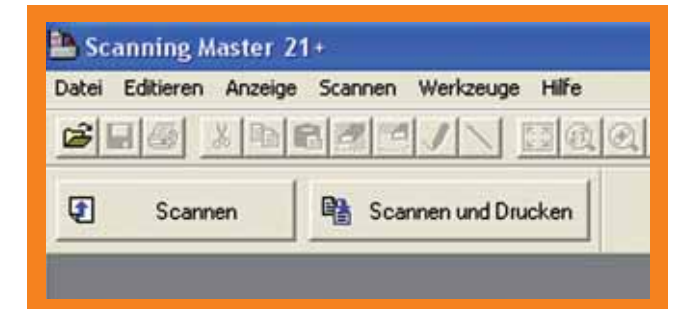 Scanning Master 21+
Datei Editieren Anzeige Scannen Werkzeuge Hilfe
Scannen Scannen und Drucken